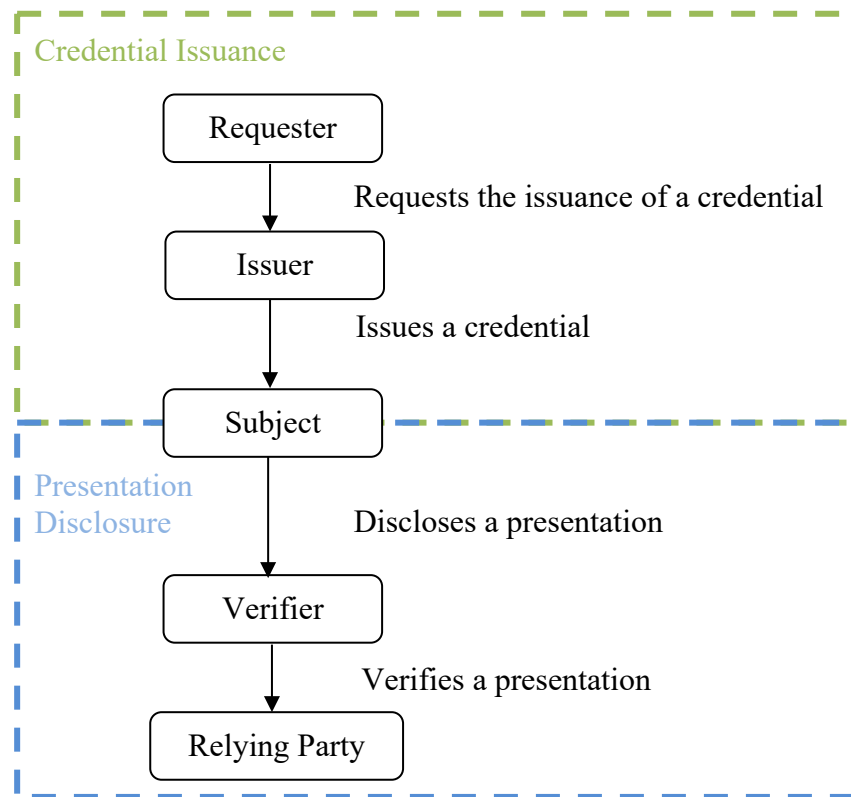 Credential Issuance
Requester
Requests the issuance of a credential
Issuer
Issues a credential
Subject
Presentation
Disclosure
Discloses a presentation
Verifier
Verifies a presentation
Relying Party